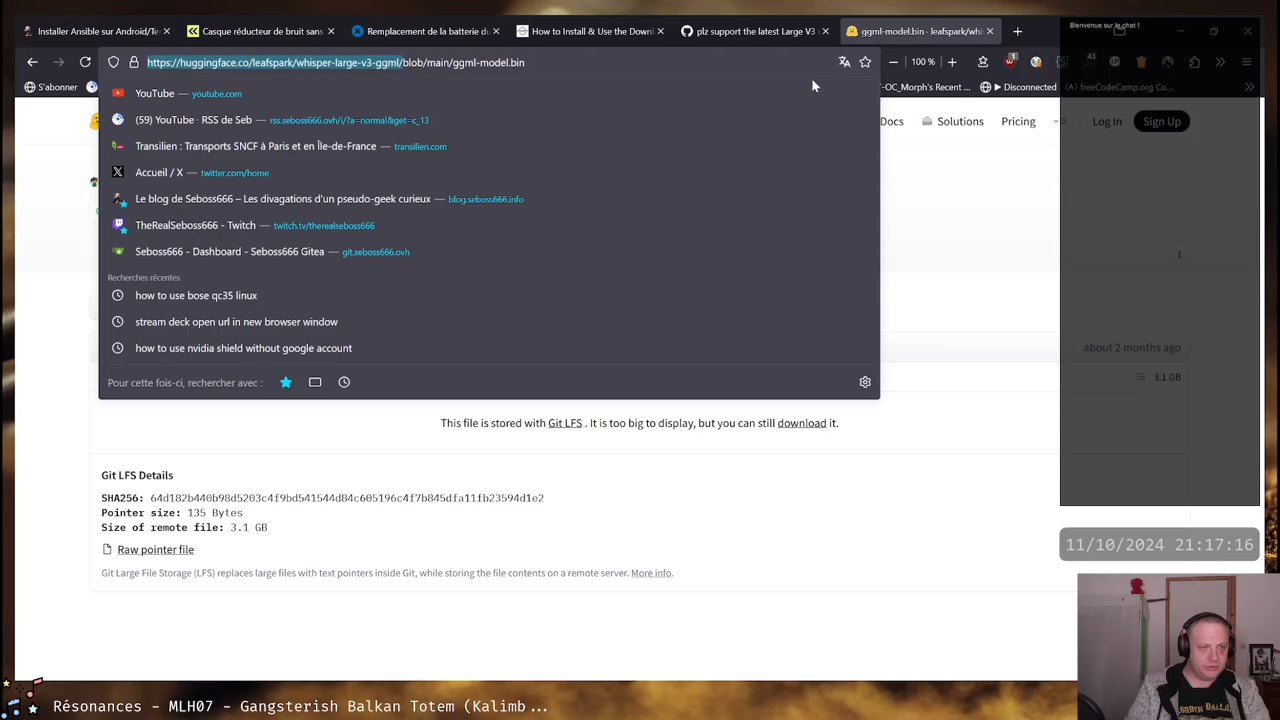 Installer Ansible sur Android/Te
Casque réducteur de bruit sans
Remplacement de la batterie du
How to Install & Use the Downl
plz support the latest Large V3
ggml-model.bin · leafspark/whi
https://huggingface.co/leafspark/whisper-large-v3-ggml/blob/main/ggml-model.bin
100 %
1
43
S'abonner
-OC_Morph's Recent ...
Disconnected
(A) freeCodeCamp.org Co...
Bienvenue sur le chat !
YouTube — youtube.com
(59) YouTube · RSS de Seb — rss.seboss666.ovh/i/?a=normal&get=c_13
Transilien : Transports SNCF à Paris et en Île-de-France — transilien.com
Accueil / X — twitter.com/home
Le blog de Seboss666 – Les divagations d'un pseudo-geek curieux — blog.seboss666.info
TheRealSeboss666 - Twitch — twitch.tv/therealseboss666
Seboss666 - Dashboard - Seboss666 Gitea — git.seboss666.ovh
Recherches récentes
how to use bose qc35 linux
stream deck open url in new browser window
how to use nvidia shield without google account
Pour cette fois-ci, rechercher avec :
Docs
Solutions
Pricing
Log In
Sign Up
about 2 months ago
3.1 GB
This file is stored with Git LFS . It is too big to display, but you can still download it.
Git LFS Details
SHA256: 64d182b440b98d5203c4f9bd541544d84c605196c4f7b845dfa11fb23594d1e2
Pointer size: 135 Bytes
Size of remote file: 3.1 GB
Raw pointer file
Git Large File Storage (LFS) replaces large files with text pointers inside Git, while storing the file contents on a remote server. More info.
11/10/2024 21:17:16
Résonances - MLH07 - Gangsterish Balkan Totem (Kalimb...